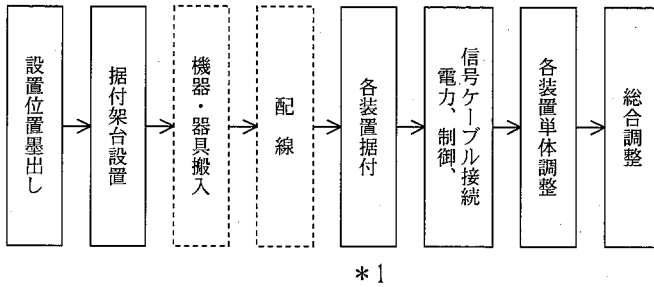 設置位置墨出し
据付架台設置
機器・器具搬入
配線
各装置据付
信号ケーブル接続
電力、制御、
各装置単体調整
総合調整
*1